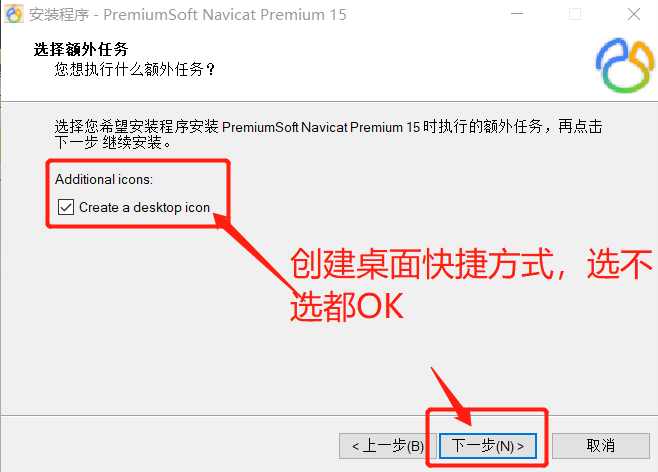 安装程序 - PremiumSoft Navicat Premium 15
选择额外任务
您想执行什么额外任务？
选择您希望安装程序安装 PremiumSoft Navicat Premium 15 时执行的额外任务，再点击
下一步 继续安装。
Additional icons:
Create a desktop icon
创建桌面快捷方式，选不
选都OK
< 上一步(B)
下一步(N) >
取消